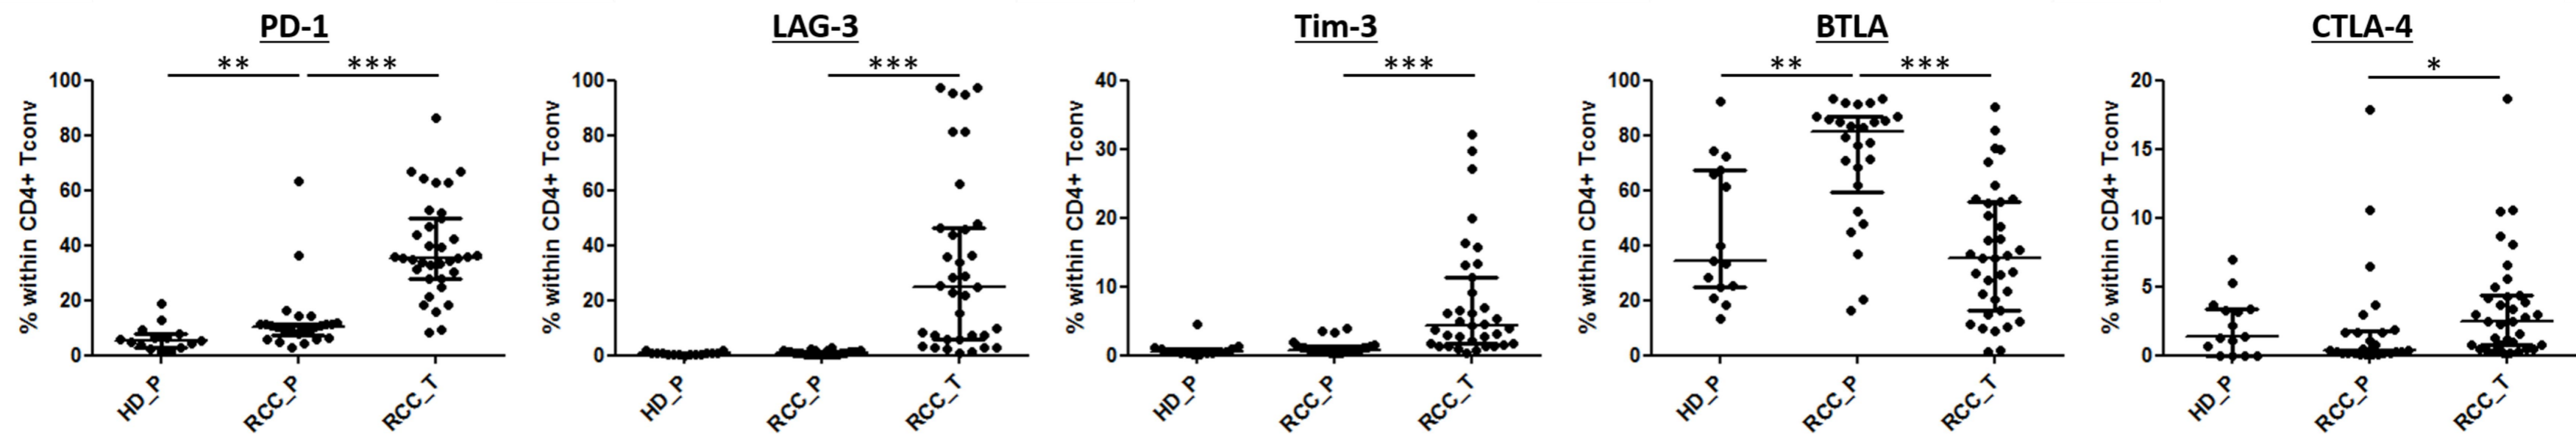 PD-1
** ***
% within CD4+ Tconv
100
80
60
40
20
0
HD_P
RCC_P
RCC_T
LAG-3
***
% within CD4+ Tconv
100
80
60
40
20
0
HD_P
RCC_P
RCC_T
Tim-3
***
% within CD4+ Tconv
40
30
20
10
0
HD_P
RCC_P
RCC_T
BTLA
** ***
% within CD4+ Tconv
100
80
60
40
20
0
HD_P
RCC_P
RCC_T
CTLA-4
*
% within CD4+ Tconv
20
15
10
5
0
HD_P
RCC_P
RCC_T